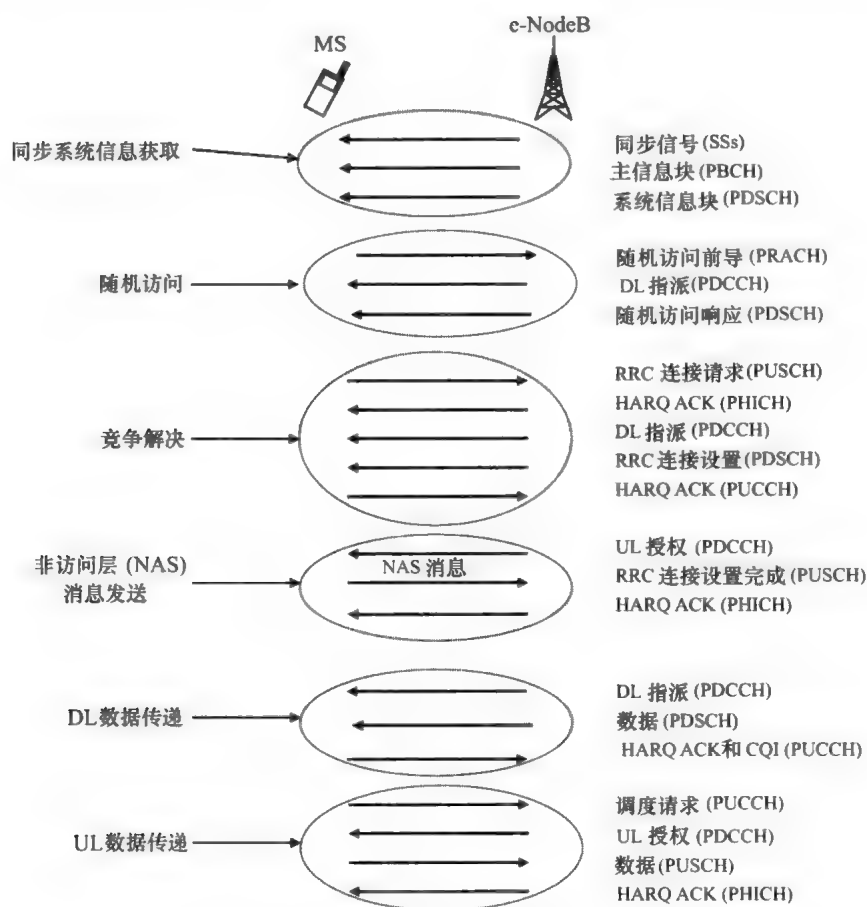 MS
e-NodeB
同步系统信息获取
同步信号(SSs)
主信息块(PBCH)
系统信息块(PDSCH)
随机访问
随机访问前导(PRACH)
DL 指派(PDCCH)
随机访问响应(PDSCH)
竞争解决
RRC 连接请求(PUSCH)
HARQ ACK (PHICH)
DL 指派(PDCCH)
RRC 连接设置(PDSCH)
HARQ ACK (PUCCH)
非访问层 (NAS)
消息发送
NAS 消息
UL 授权 (PDCCH)
RRC 连接设置完成(PUSCH)
HARQ ACK (PHICH)
DL数据传递
DL 指派(PDCCH)
数据 (PDSCH)
HARQ ACK和 CQI (PUCCH)
UL数据传递
调度请求 (PUCCH)
UL 授权 (PDCCH)
数据(PUSCH)
HARQ ACK (PHICH)